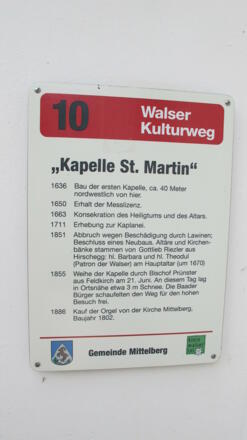 10
Walser
Kulturweg
„Kapelle St. Martin“
1636 Bau der ersten Kapelle, ca. 40 Meter
nordwestlich von hier.
1650 Erhalt der Messlizenz.
1663 Konsekration des Heiligtums und des Altars.
1711 Erhebung zur Kaplanei.
1851 Abbruch wegen Beschädigung durch Lawinen;
Beschluss eines Neubaus. Altäre und Kirchen-
bänke stammen von Gottlieb Riezler aus
Hirschegg: hl. Barbara und hl. Theodul
(Patron der Walser) am Hauptaltar (um 1670)
1855 Weihe der Kapelle durch Bischof Prünster
aus Feldkirch am 21. Juni. An diesem Tag lag
in Ortsnähe etwa 3 m Schnee. Die Baader
Bürger schaufelten den Weg für den hohen
Besuch frei.
1886 Kauf der Orgel von der Kirche Mittelberg,
Baujahr 1802.
Gemeinde Mittelberg